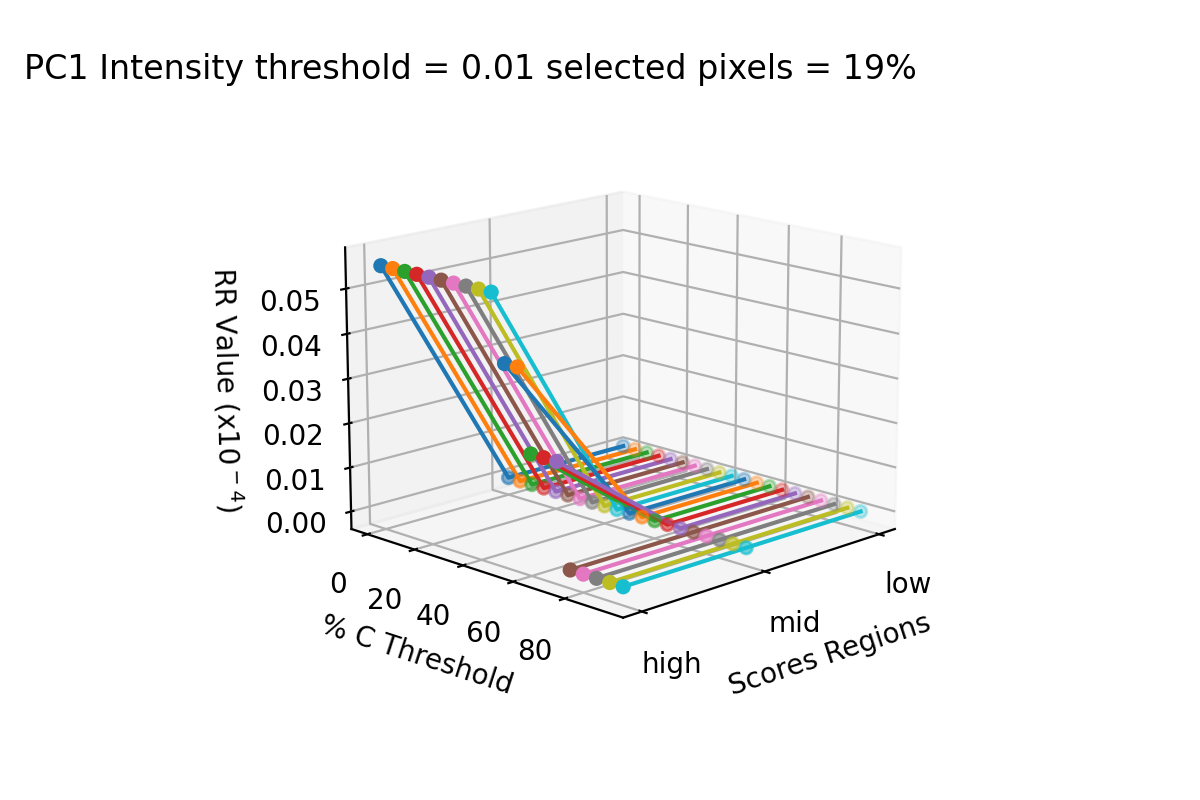 PC1 Intensity threshold = 0.01 selected pixels = 19%
RR Value (x10⁻⁴)
0.05
0.04
0.03
0.02
0.01
0.00
0
20
40
60
80
% C Threshold
high
mid
low
Scores Regions